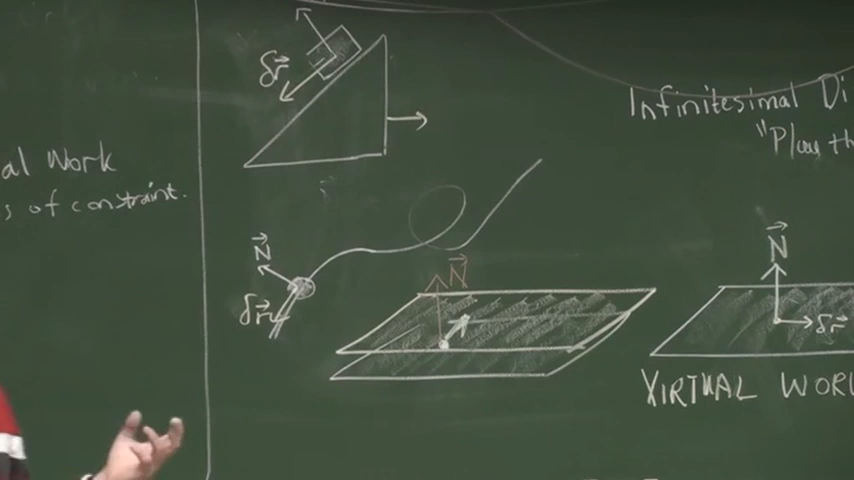 al Work
s of constraint.
δr⃗
N⃗
δr⃗
N⃗
Infinitesimal Di
"Play th
N⃗
δr⃗
VIRTUAL WORK